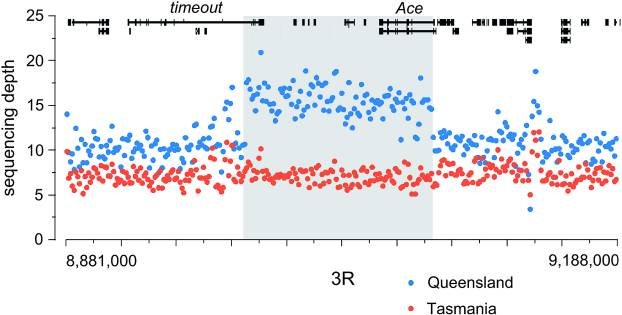 timeout Ace
25
20
15
10
5
0
sequencing depth
8,881,000 3R 9,188,000
Queensland
Tasmania